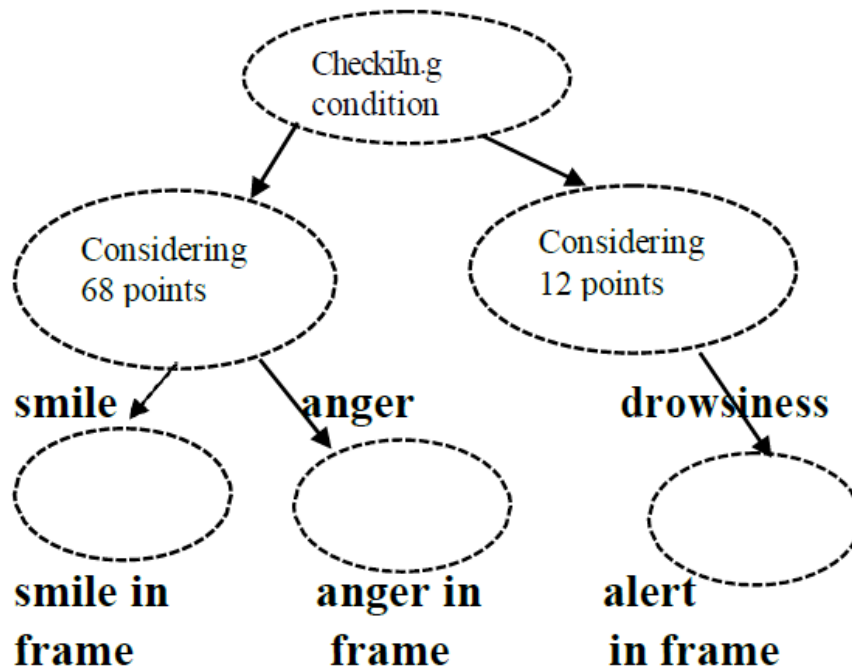 CheckiIn.g
condition
Considering
68 points
Considering
12 points
smile
anger
drowsiness
smile in
frame
anger in
frame
alert
in frame